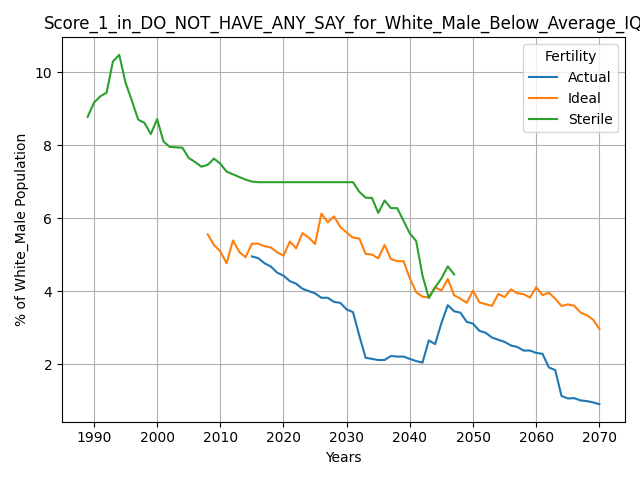 Score_1_in_DO_NOT_HAVE_ANY_SAY_for_White_Male_Below_Average_IQ
Fertility
Actual
Ideal
Sterile
% of White_Male Population
10
8
6
4
2
1990 2000 2010 2020 2030 2040 2050 2060 2070
Years